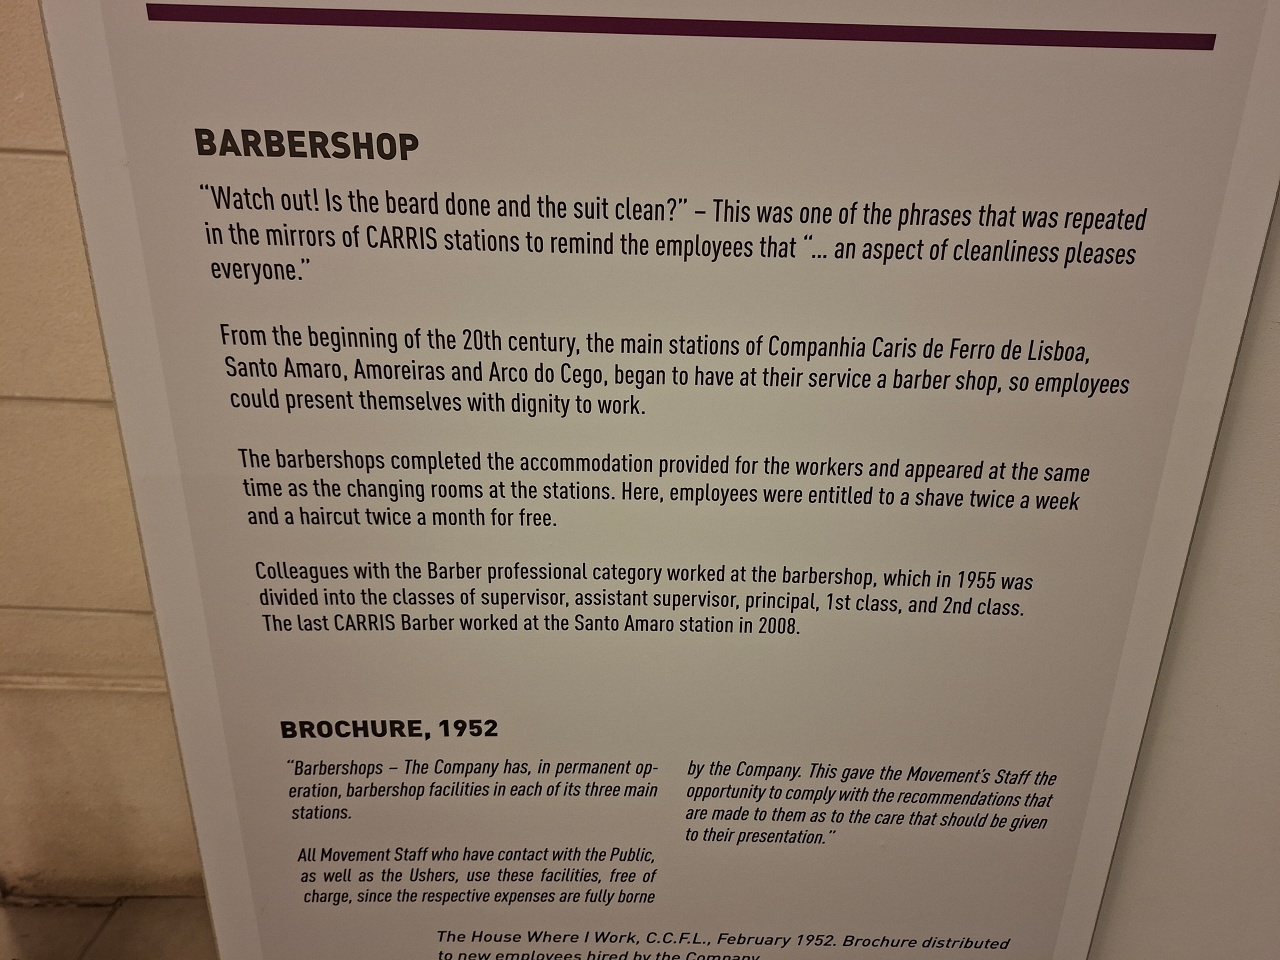 BARBERSHOP
“Watch out! Is the beard done and the suit clean?” – This was one of the phrases that was repeated
in the mirrors of CARRIS stations to remind the employees that “... an aspect of cleanliness pleases
everyone.”
From the beginning of the 20th century, the main stations of Companhia Caris de Ferro de Lisboa,
Santo Amaro, Amoreiras and Arco do Cego, began to have at their service a barber shop, so employees
could present themselves with dignity to work.
The barbershops completed the accommodation provided for the workers and appeared at the same
time as the changing rooms at the stations. Here, employees were entitled to a shave twice a week
and a haircut twice a month for free.
Colleagues with the Barber professional category worked at the barbershop, which in 1955 was
divided into the classes of supervisor, assistant supervisor, principal, 1st class, and 2nd class.
The last CARRIS Barber worked at the Santo Amaro station in 2008.
BROCHURE, 1952
“Barbershops – The Company has, in permanent op-
eration, barbershop facilities in each of its three main
stations.
All Movement Staff who have contact with the Public,
as well as the Ushers, use these facilities, free of
charge, since the respective expenses are fully borne
by the Company. This gave the Movement’s Staff the
opportunity to comply with the recommendations that
are made to them as to the care that should be given
to their presentation.”
The House Where I Work, C.C.F.L., February 1952. Brochure distributed
to new employees hired by the Company